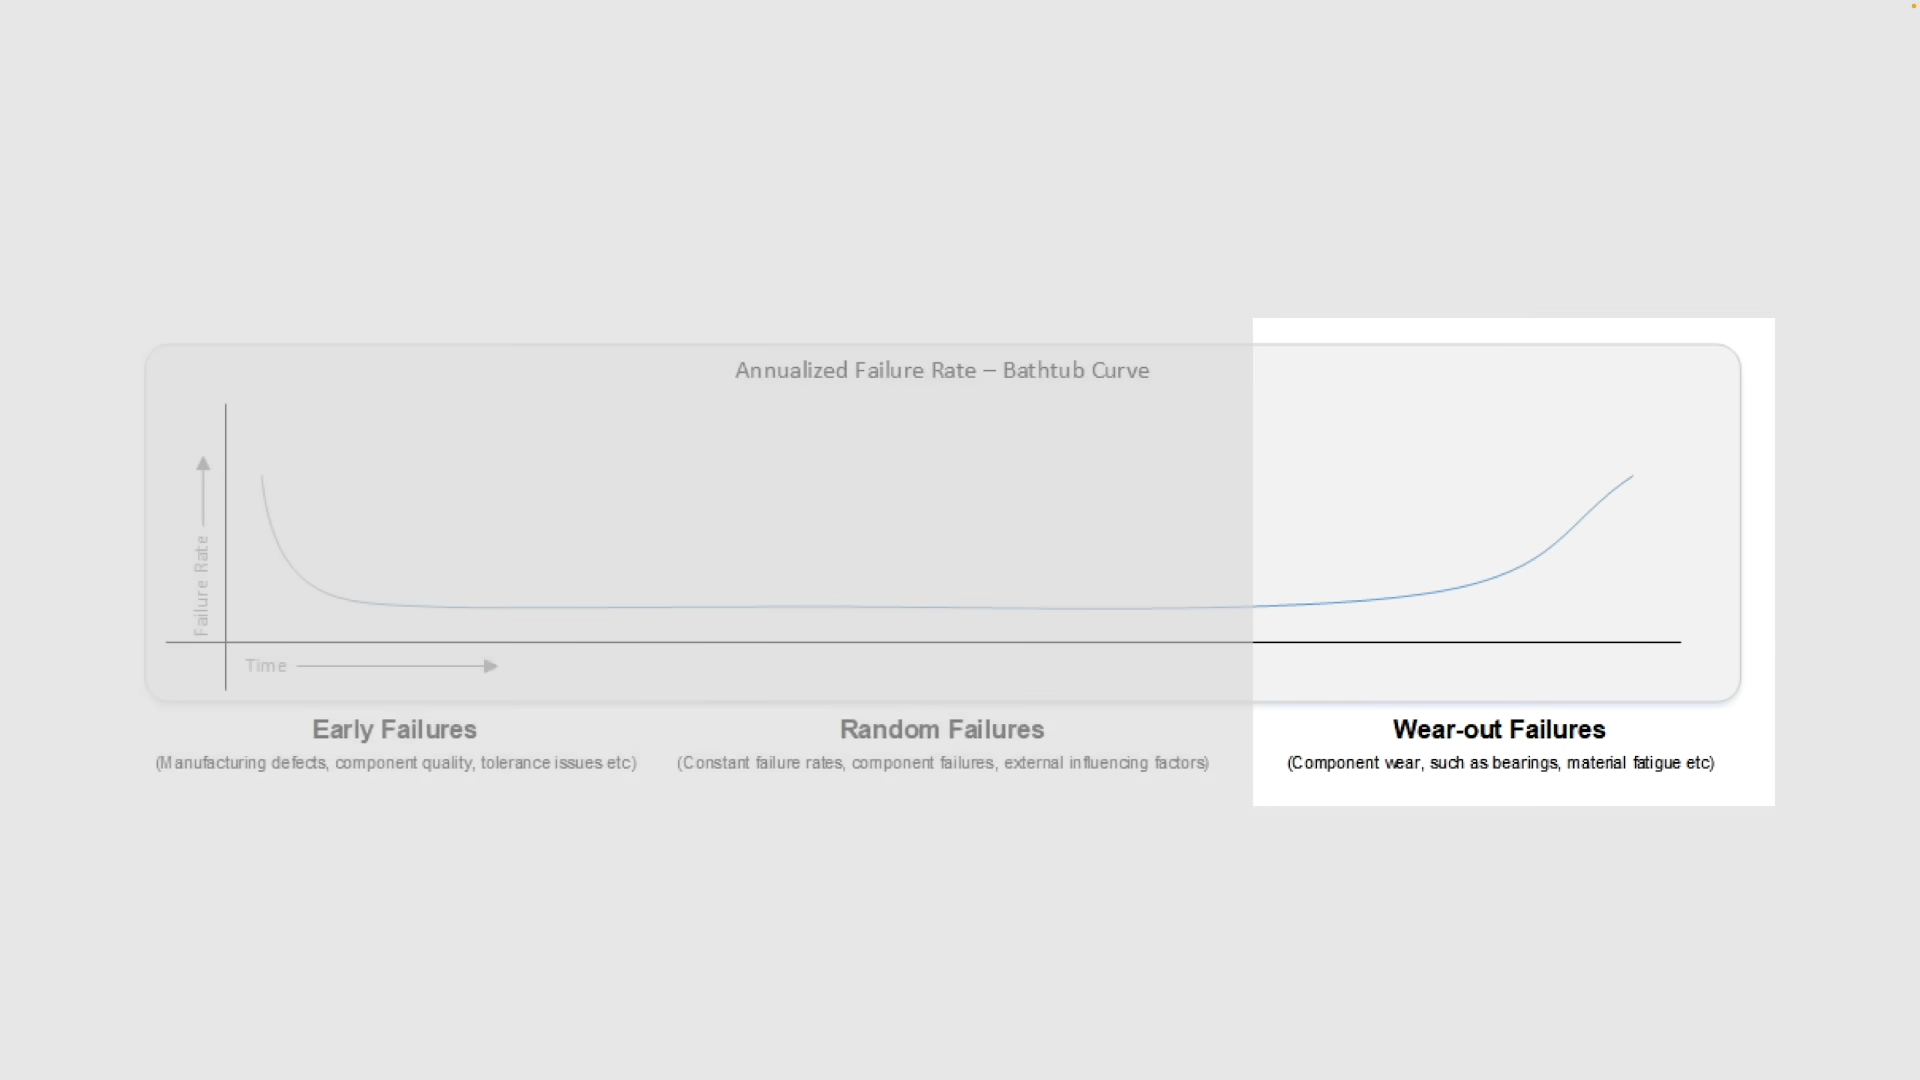 Annualized Failure Rate – Bathtub Curve
Failure Rate
Time
Early Failures
(Manufacturing defects, component quality, tolerance issues etc)
Random Failures
(Constant failure rates, component failures, external influencing factors)
Wear-out Failures
(Component wear, such as bearings, material fatigue etc)